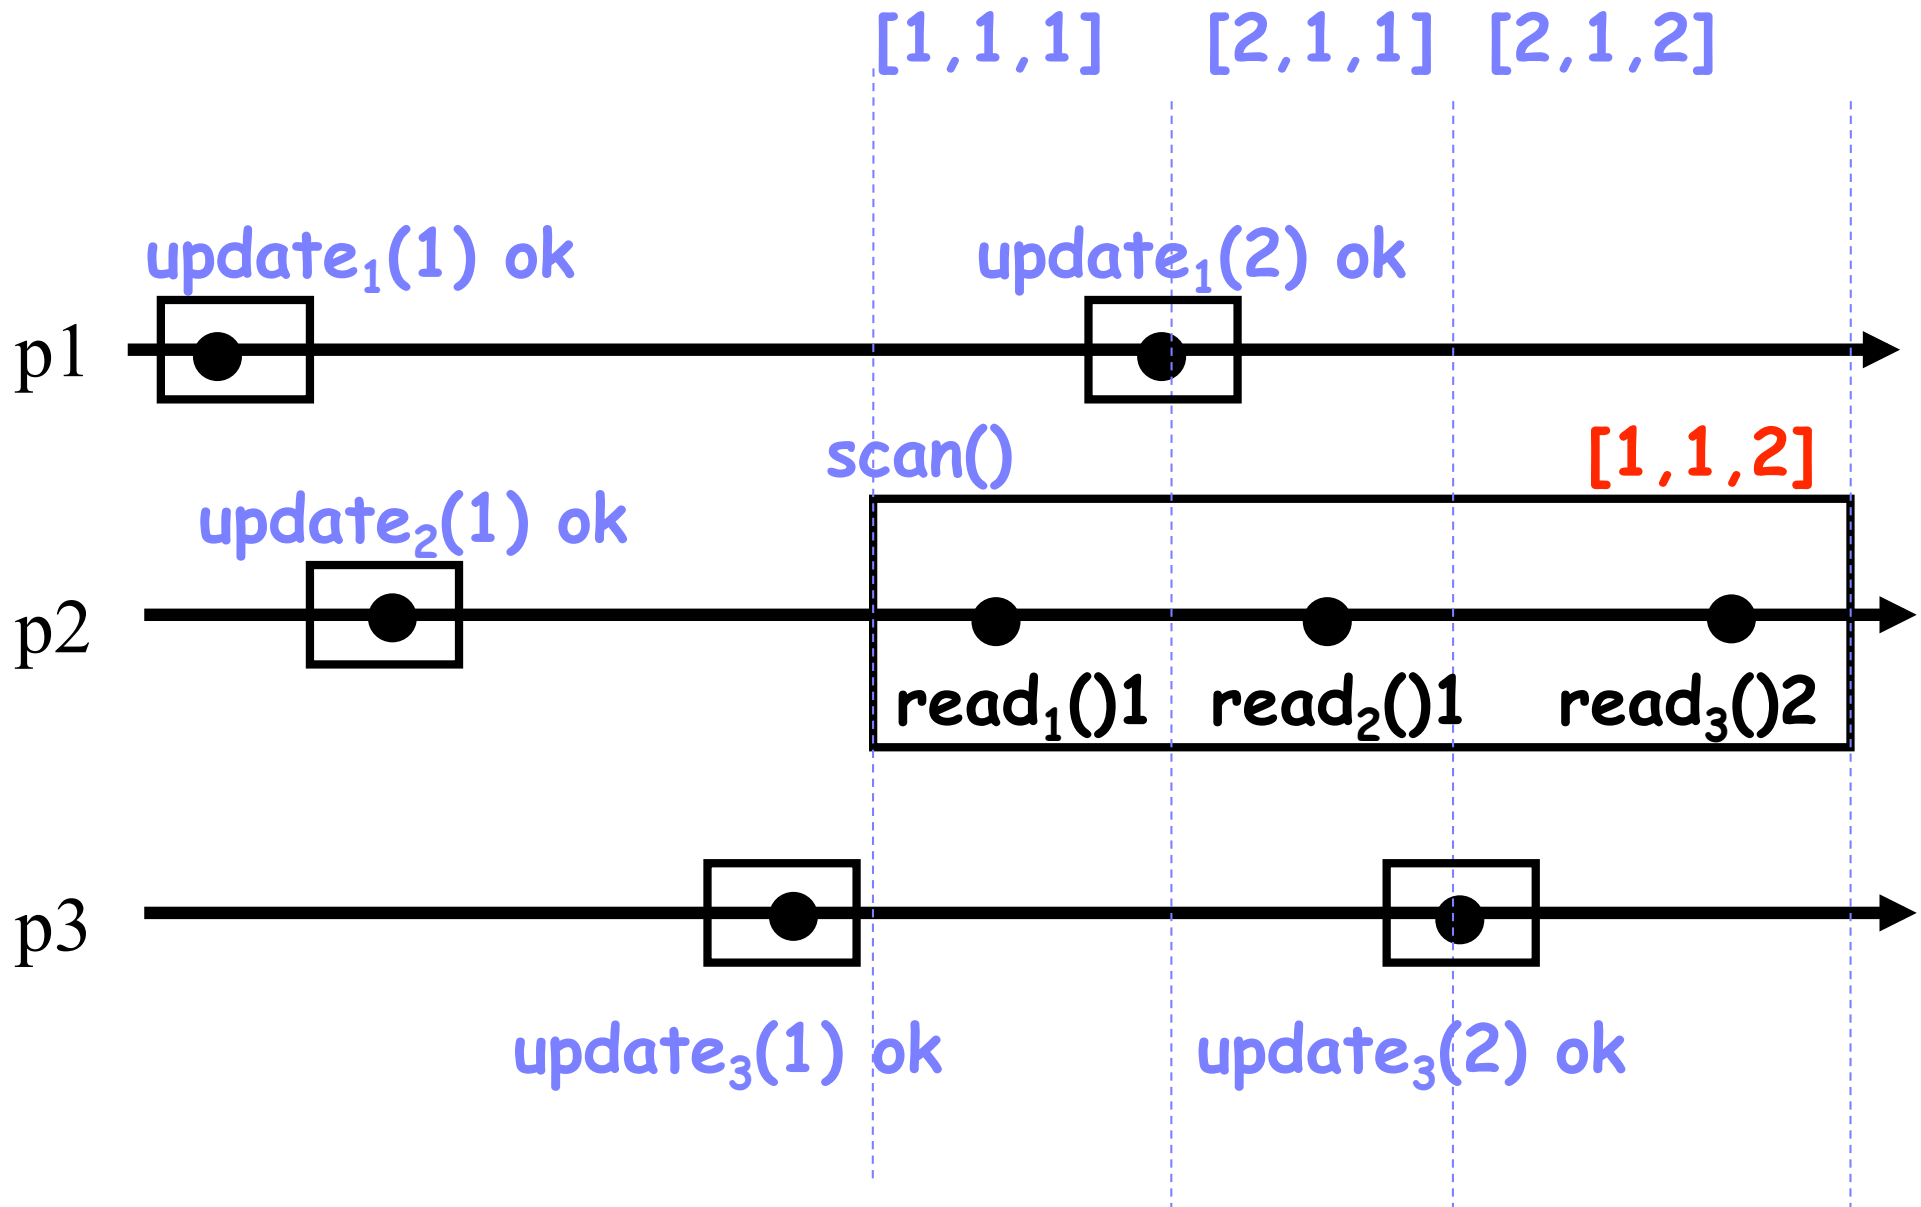 [1,1,1] [2,1,1] [2,1,2]
update₁(1) ok update₁(2) ok
p1
scan() [1,1,2]
update₂(1) ok
p2
read₁()1 read₂()1 read₃()2
p3
update₃(1) ok update₃(2) ok